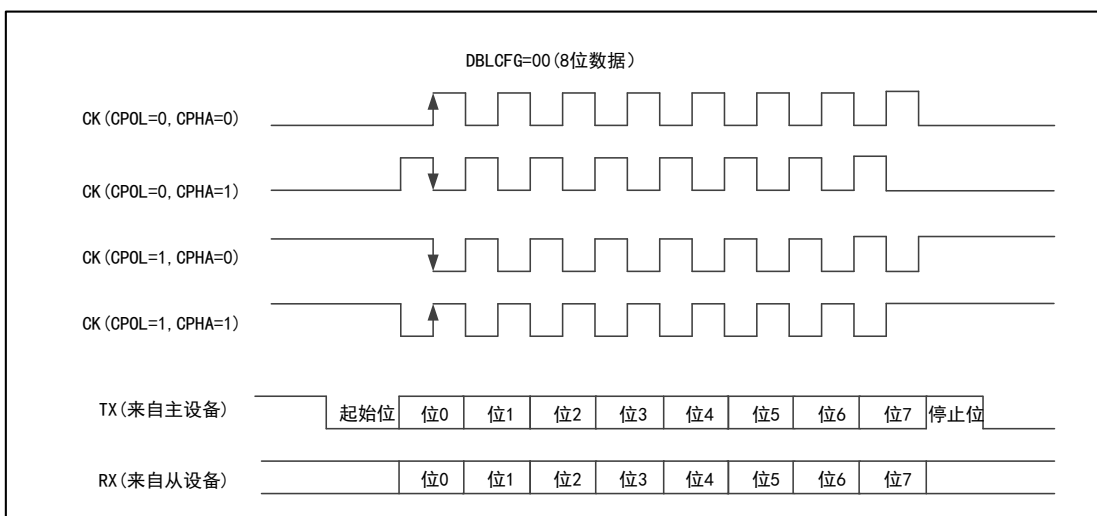 DBLCFG=00(8位数据)
CK(CPOL=0,CPHA=0)
CK(CPOL=0,CPHA=1)
CK(CPOL=1,CPHA=0)
CK(CPOL=1,CPHA=1)
TX(来自主设备) 起始位 位0 位1 位2 位3 位4 位5 位6 位7 停止位
RX(来自从设备) 位0 位1 位2 位3 位4 位5 位6 位7